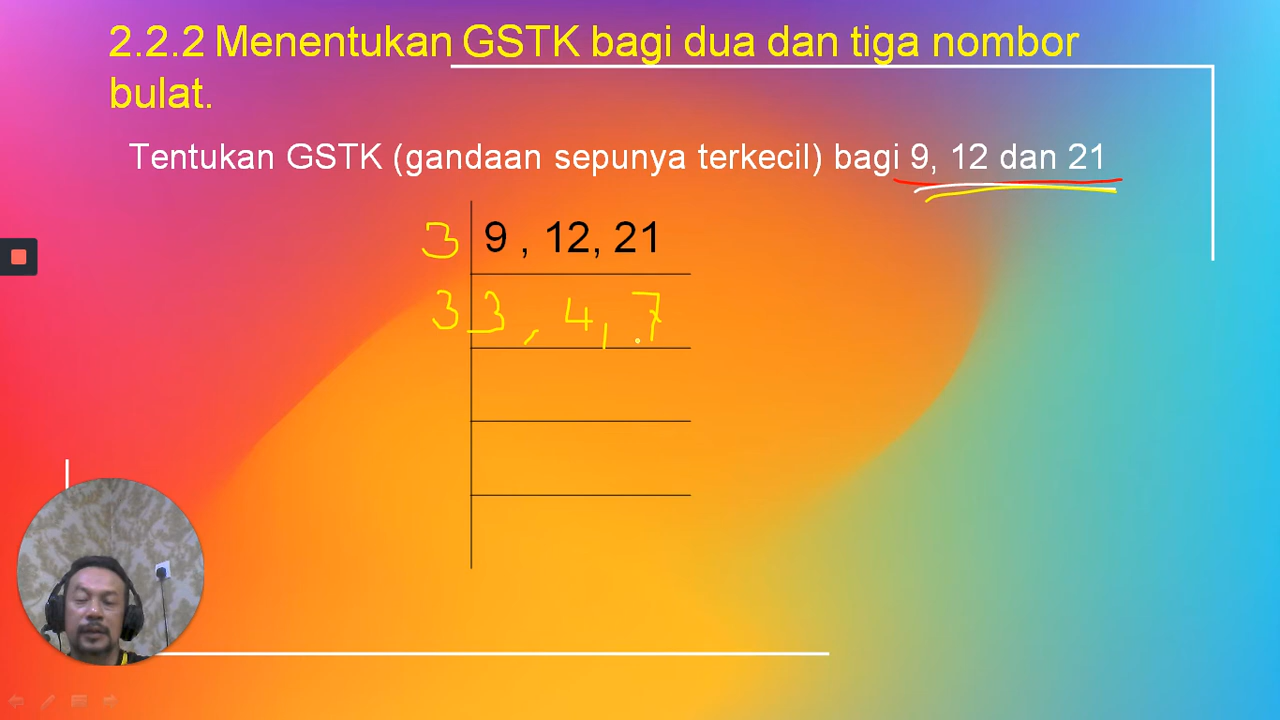 2.2.2 Menentukan GSTK bagi dua dan tiga nombor
bulat.
Tentukan GSTK (gandaan sepunya terkecil) bagi 9, 12 dan 21
3 9 , 12, 21
3 3 , 4, 7